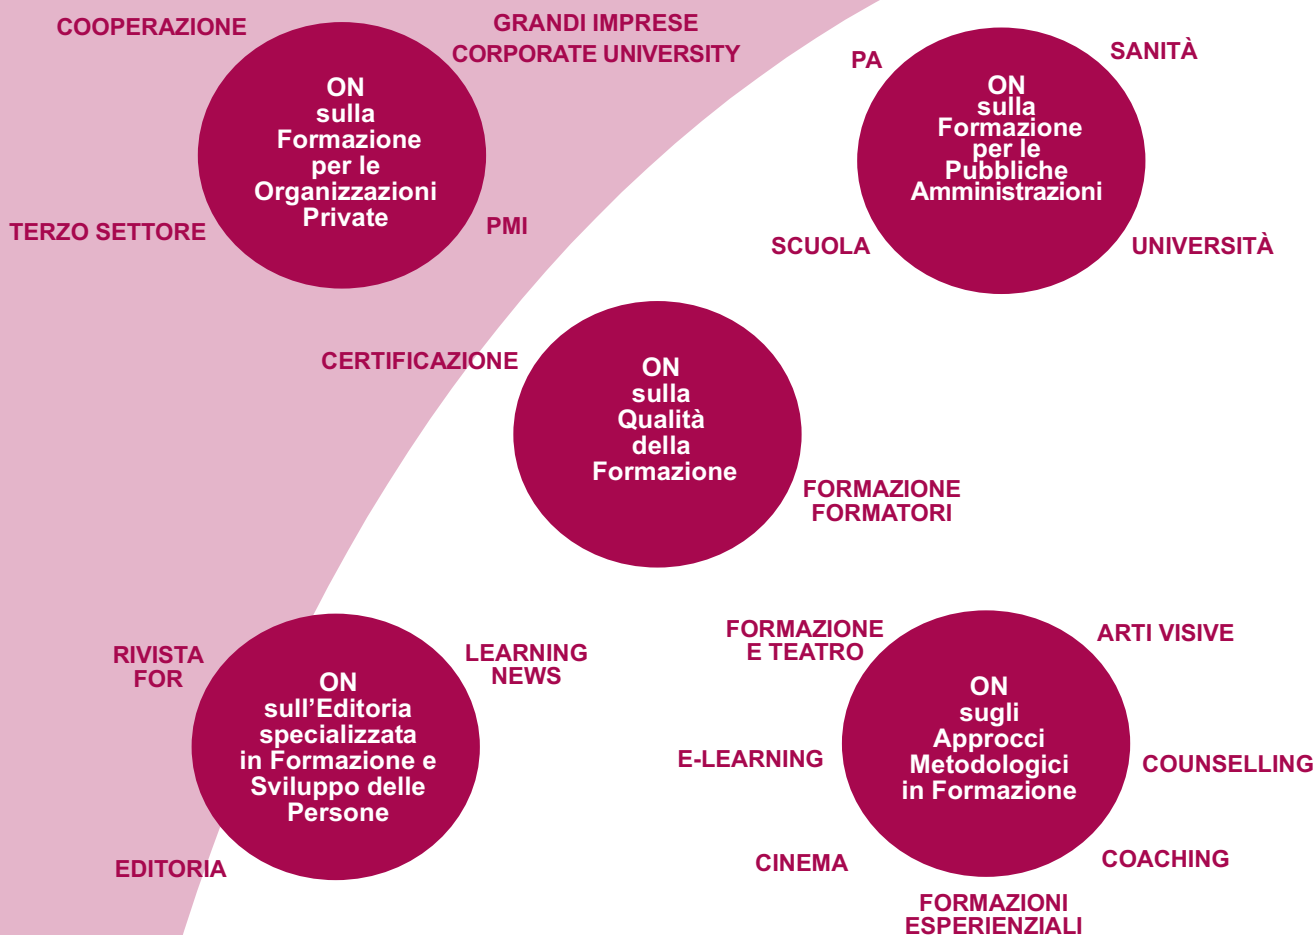 COOPERAZIONE
GRANDI IMPRESE
CORPORATE UNIVERSITY
ON
sulla
Formazione
per le
Organizzazioni
Private
TERZO SETTORE
PMI
PA
SANITÀ
ON
sulla
Formazione
per le
Pubbliche
Amministrazioni
SCUOLA
UNIVERSITÀ
CERTIFICAZIONE
ON
sulla
Qualità
della
Formazione
FORMAZIONE
FORMATORI
RIVISTA
FOR
LEARNING
NEWS
ON
sull’Editoria
specializzata
in Formazione e
Sviluppo delle
Persone
EDITORIA
FORMAZIONE
E TEATRO
ARTI VISIVE
ON
sugli
Approcci
Metodologici
in Formazione
E-LEARNING
COUNSELLING
CINEMA
COACHING
FORMAZIONI
ESPERIENZIALI